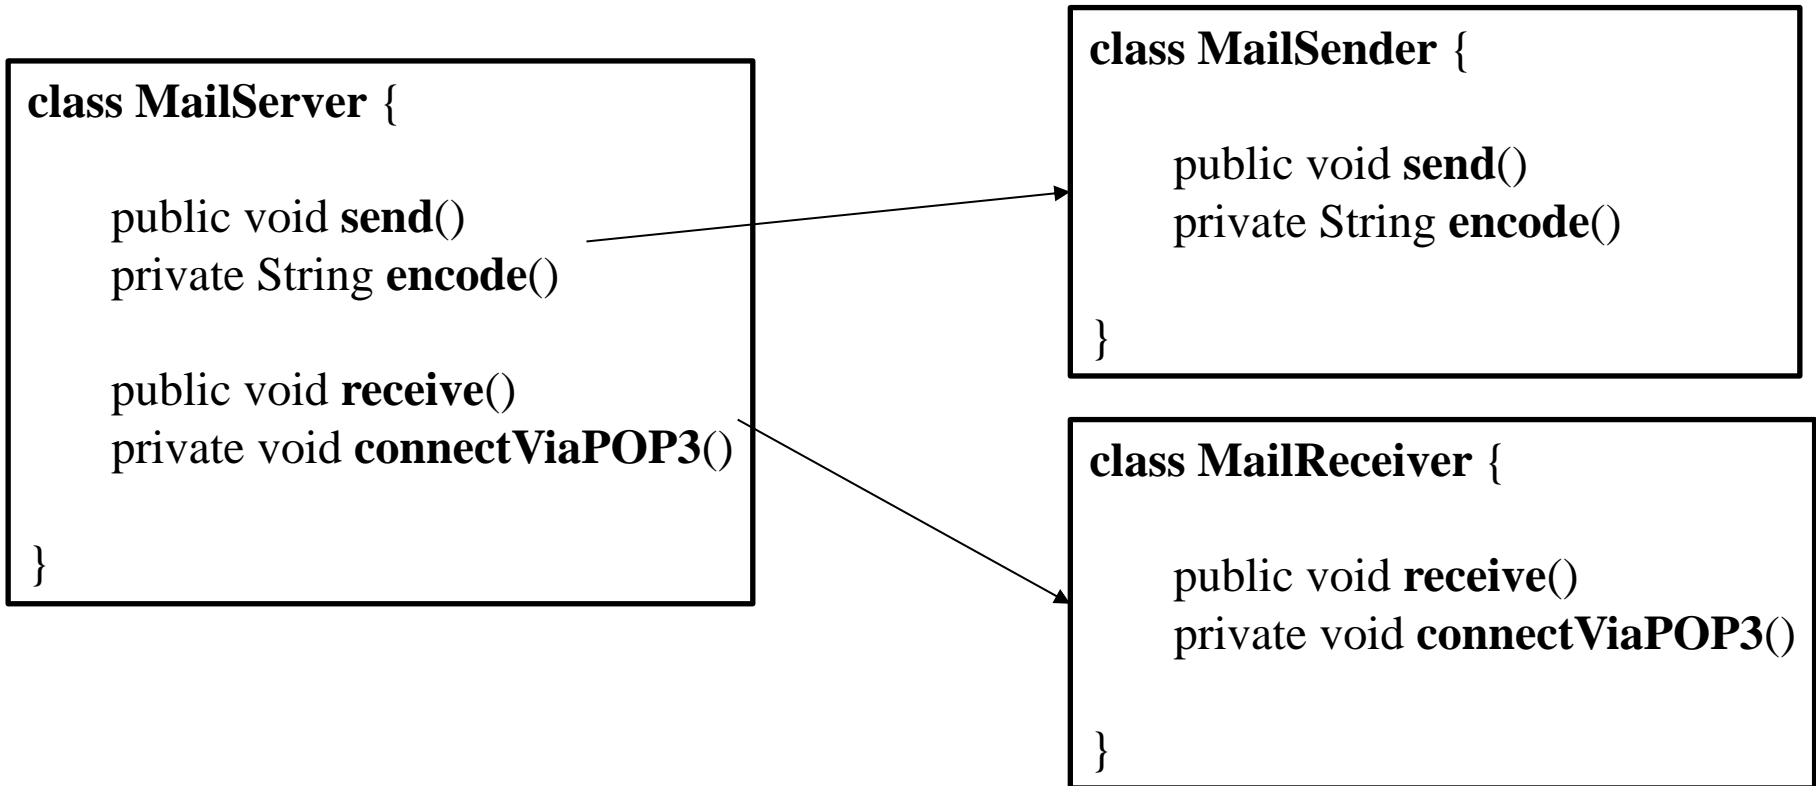 class MailServer {
public void send()
private String encode()
public void receive()
private void connectViaPOP3()
}
class MailSender {
public void send()
private String encode()
}
class MailReceiver {
public void receive()
private void connectViaPOP3()
}